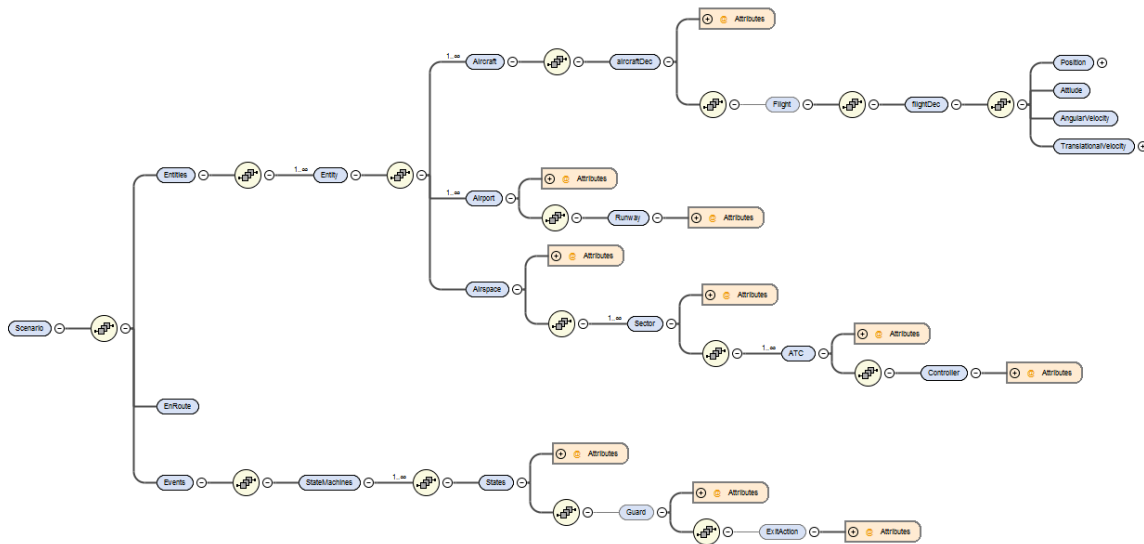 Attributes
1..∞ Aircraft aircraftDec
Position
Attiude
Flight flightDec
AngularVelocity
TranslationalVelocity
Entities 1..∞ Entity
Attributes
1..∞ Airport
Runway Attributes
Attributes
Airspace
Attributes
Scenario 1..∞ Sector
Attributes
1..∞ ATC
Controller Attributes
EnRoute
Attributes
Events StateMachines 1..∞ States
Attributes
Guard
ExitAction Attributes